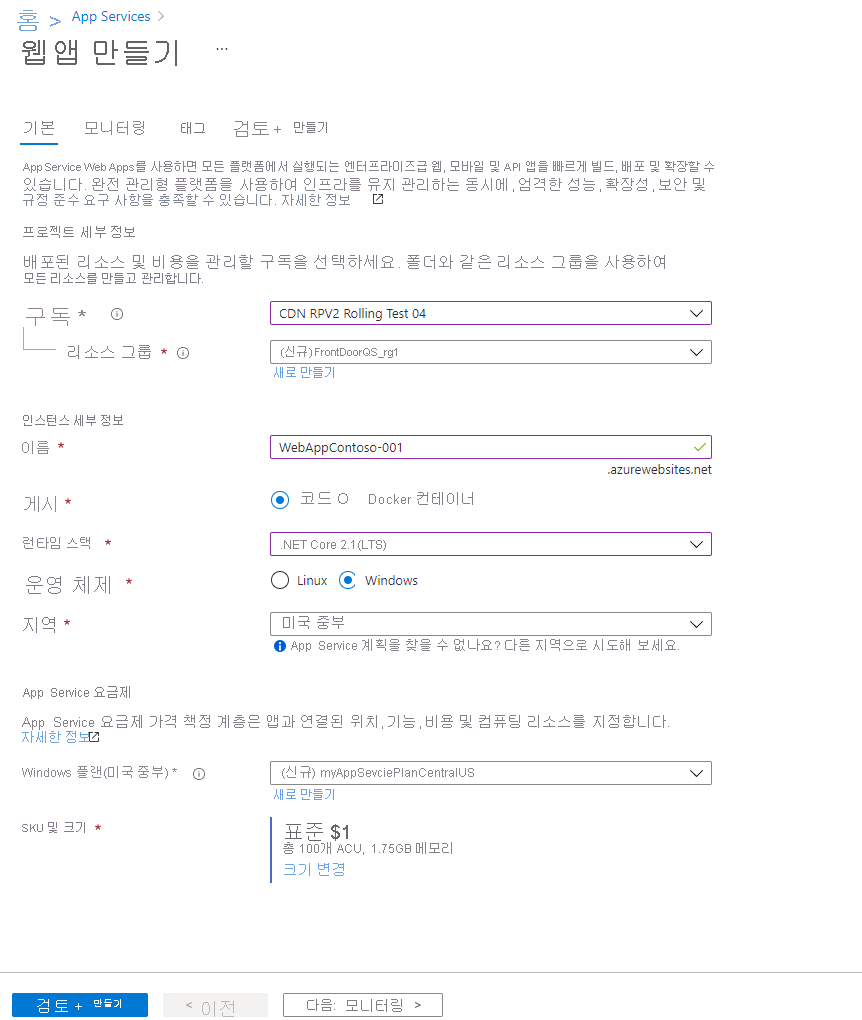 홈 > App Services >
웹앱 만들기 ...
기본 모니터링 태그 검토 + 만들기
App Service Web Apps를 사용하면 모든 플랫폼에서 실행되는 엔터프라이즈급 웹, 모바일 및 API 앱을 빠르게 빌드, 배포 및 확장할 수
있습니다. 완전 관리형 플랫폼을 사용하여 인프라를 유지 관리하는 동시에, 엄격한 성능, 확장성, 보안 및
규정 준수 요구 사항을 충족할 수 있습니다. 자세한 정보
프로젝트 세부 정보
배포된 리소스 및 비용을 관리할 구독을 선택하세요. 폴더와 같은 리소스 그룹을 사용하여
모든 리소스를 만들고 관리합니다.
구독 * CDN RPV2 Rolling Test 04
리소스 그룹 * (신규)FrontDoorQS_rg1
새로 만들기
인스턴스 세부 정보
이름 * WebAppContoso-001
.azurewebsites.net
게시 * 코드 O Docker 컨테이너
런타임 스택 * .NET Core 2.1(LTS)
운영 체제 * Linux Windows
지역 * 미국 중부
App Service 계획을 찾을 수 없나요? 다른 지역으로 시도해 보세요.
App Service 요금제
App Service 요금제 가격 책정 계층은 앱과 연결된 위치, 기능, 비용 및 컴퓨팅 리소스를 지정합니다.
자세한 정보
Windows 플랜(미국 중부) * (신규) myAppSevciePlanCentralUS
새로 만들기
SKU 및 크기 * 표준 $1
총 100개 ACU, 1.75GB 메모리
크기 변경
검토 + 만들기 < 이전 다음: 모니터링 >